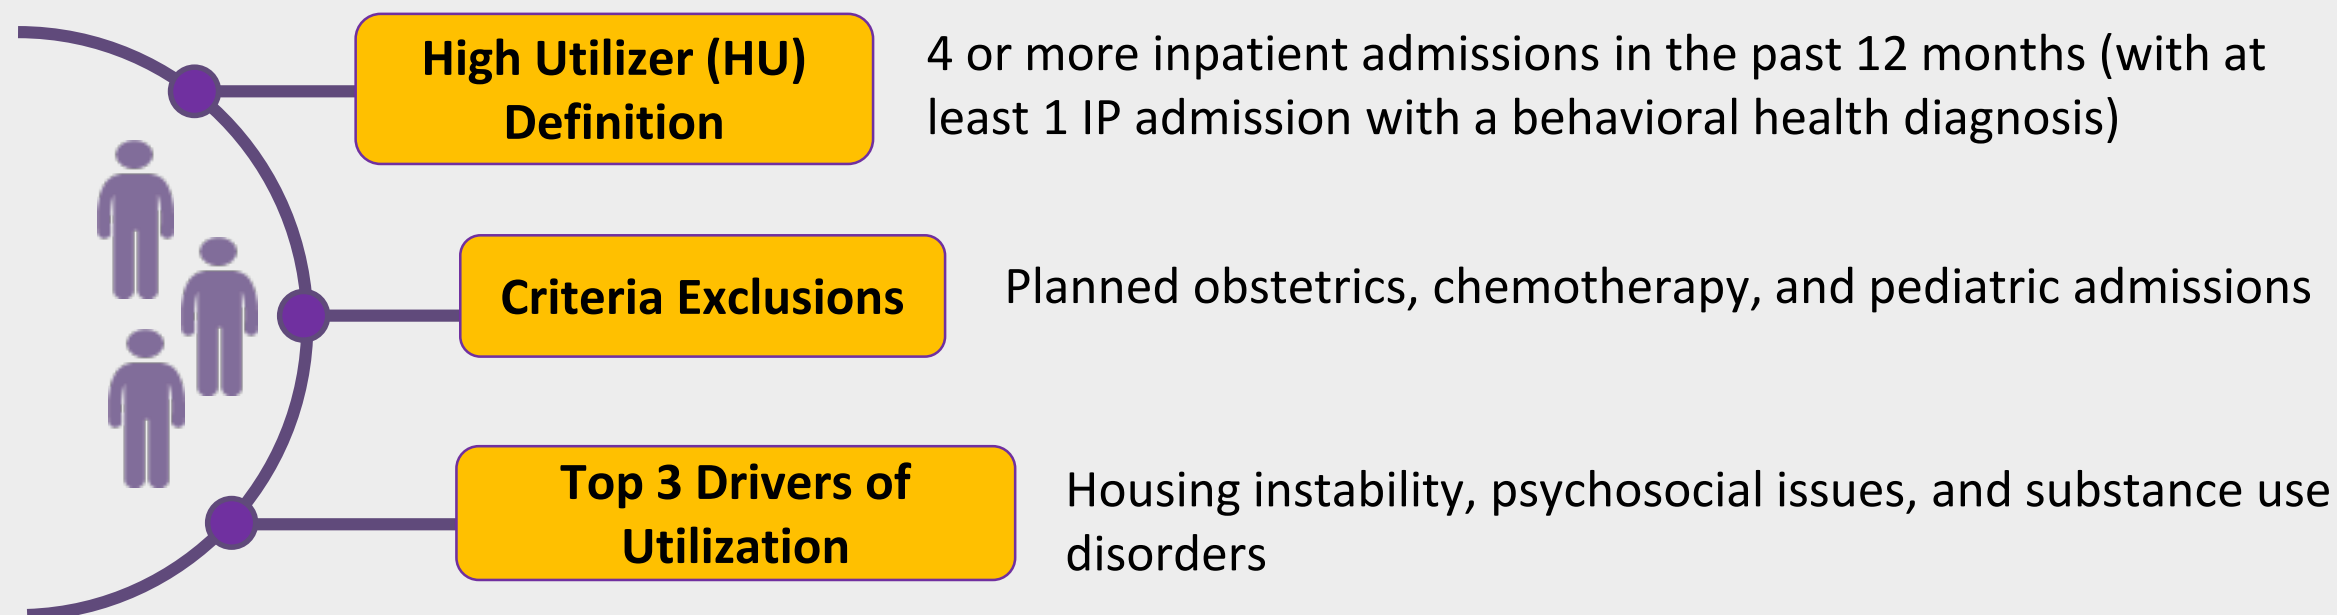 High Utilizer (HU)
Definition
4 or more inpatient admissions in the past 12 months (with at
least 1 IP admission with a behavioral health diagnosis)
Criteria Exclusions
Planned obstetrics, chemotherapy, and pediatric admissions
Top 3 Drivers of
Utilization
Housing instability, psychosocial issues, and substance use
disorders